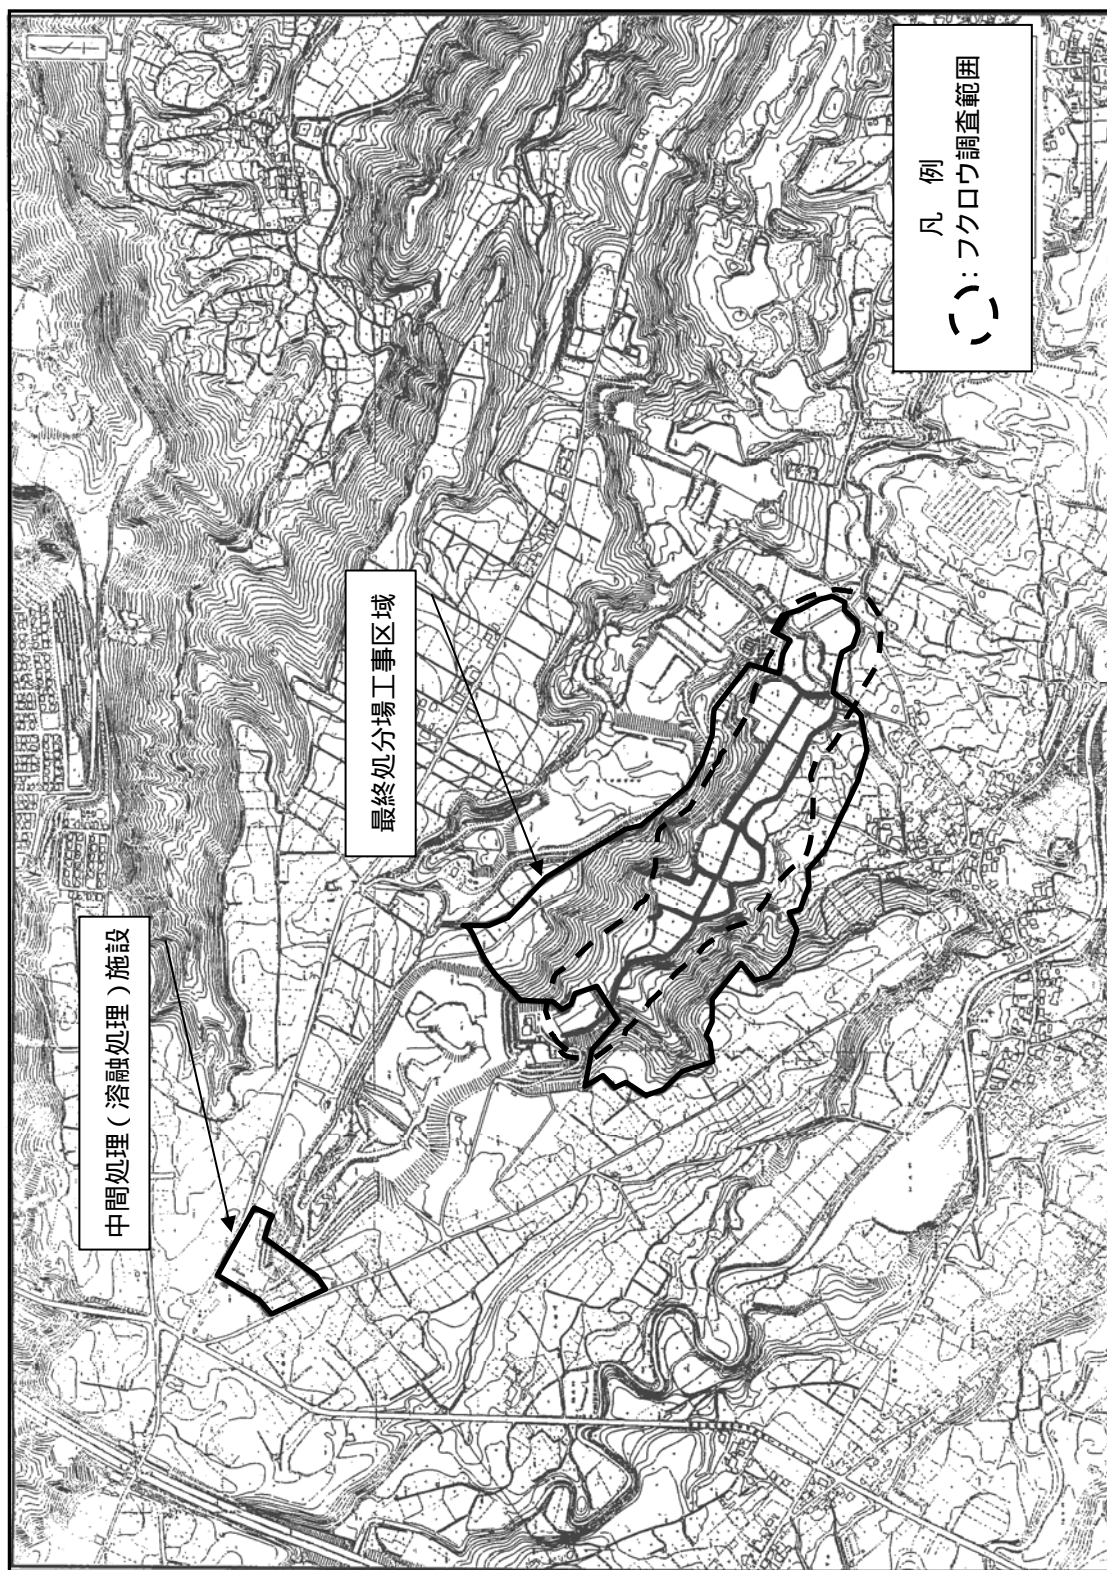 中間処理（溶融処理）施設
最終処分場工事区域
凡　例
：フクロウ調査範囲